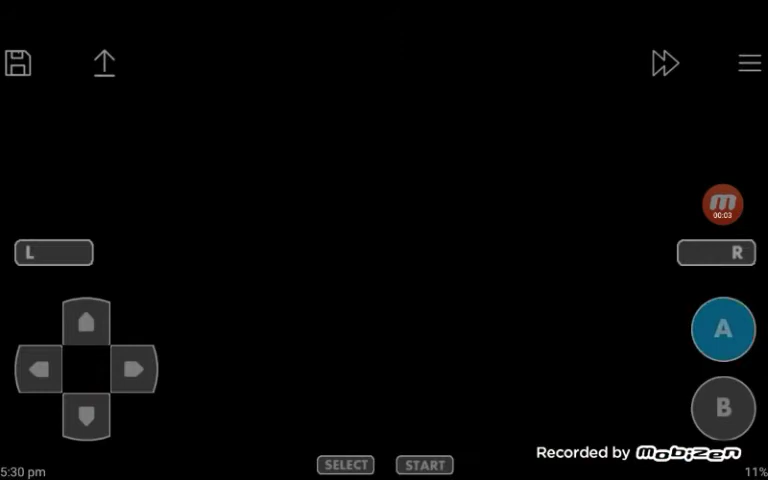 m
00:03
L
R
A
B
Recorded by mobizen
SELECT
START
5:30 pm
11%